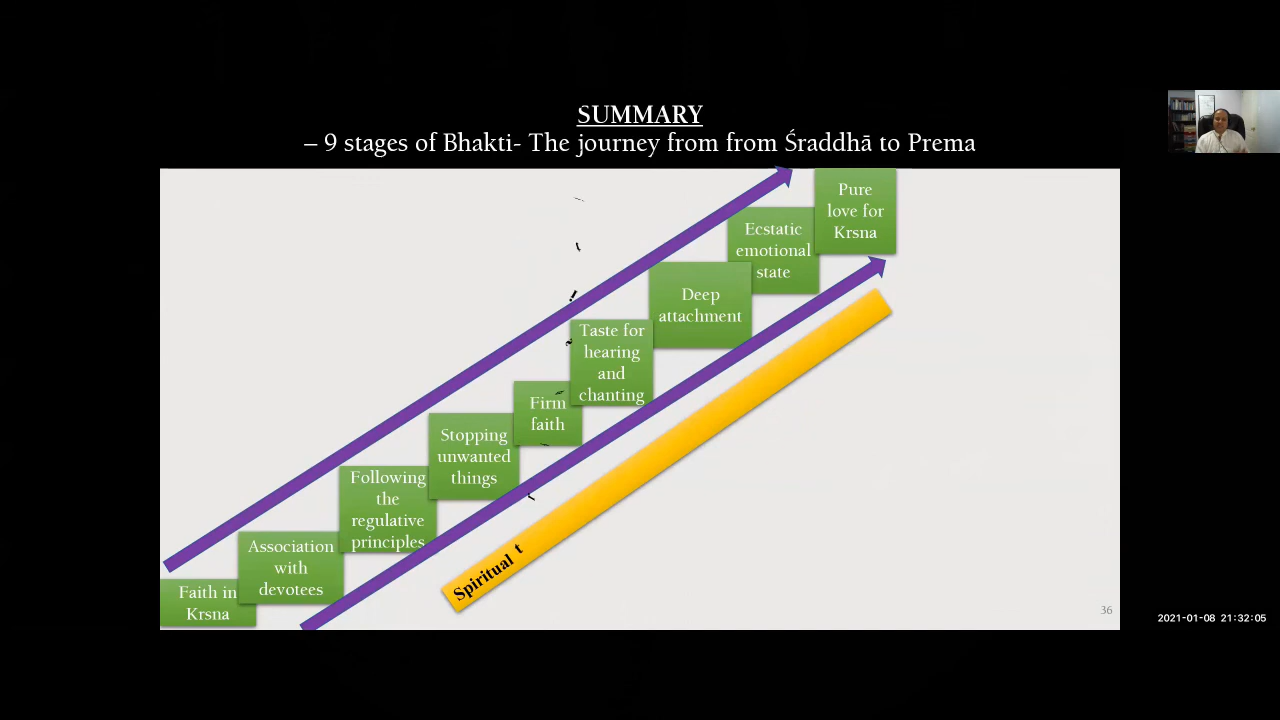 SUMMARY
– 9 stages of Bhakti- The journey from from Śraddhā to Prema
Pure
love for
Krsna
Ecstatic
emotional
state
Deep
attachment
Taste for
hearing
and
chanting
Firm
faith
Stopping
unwanted
things
Following
the
regulative
principles
Association
with
devotees
Faith in
Krsna
Spiritual t
36
2021-01-08 21:32:05